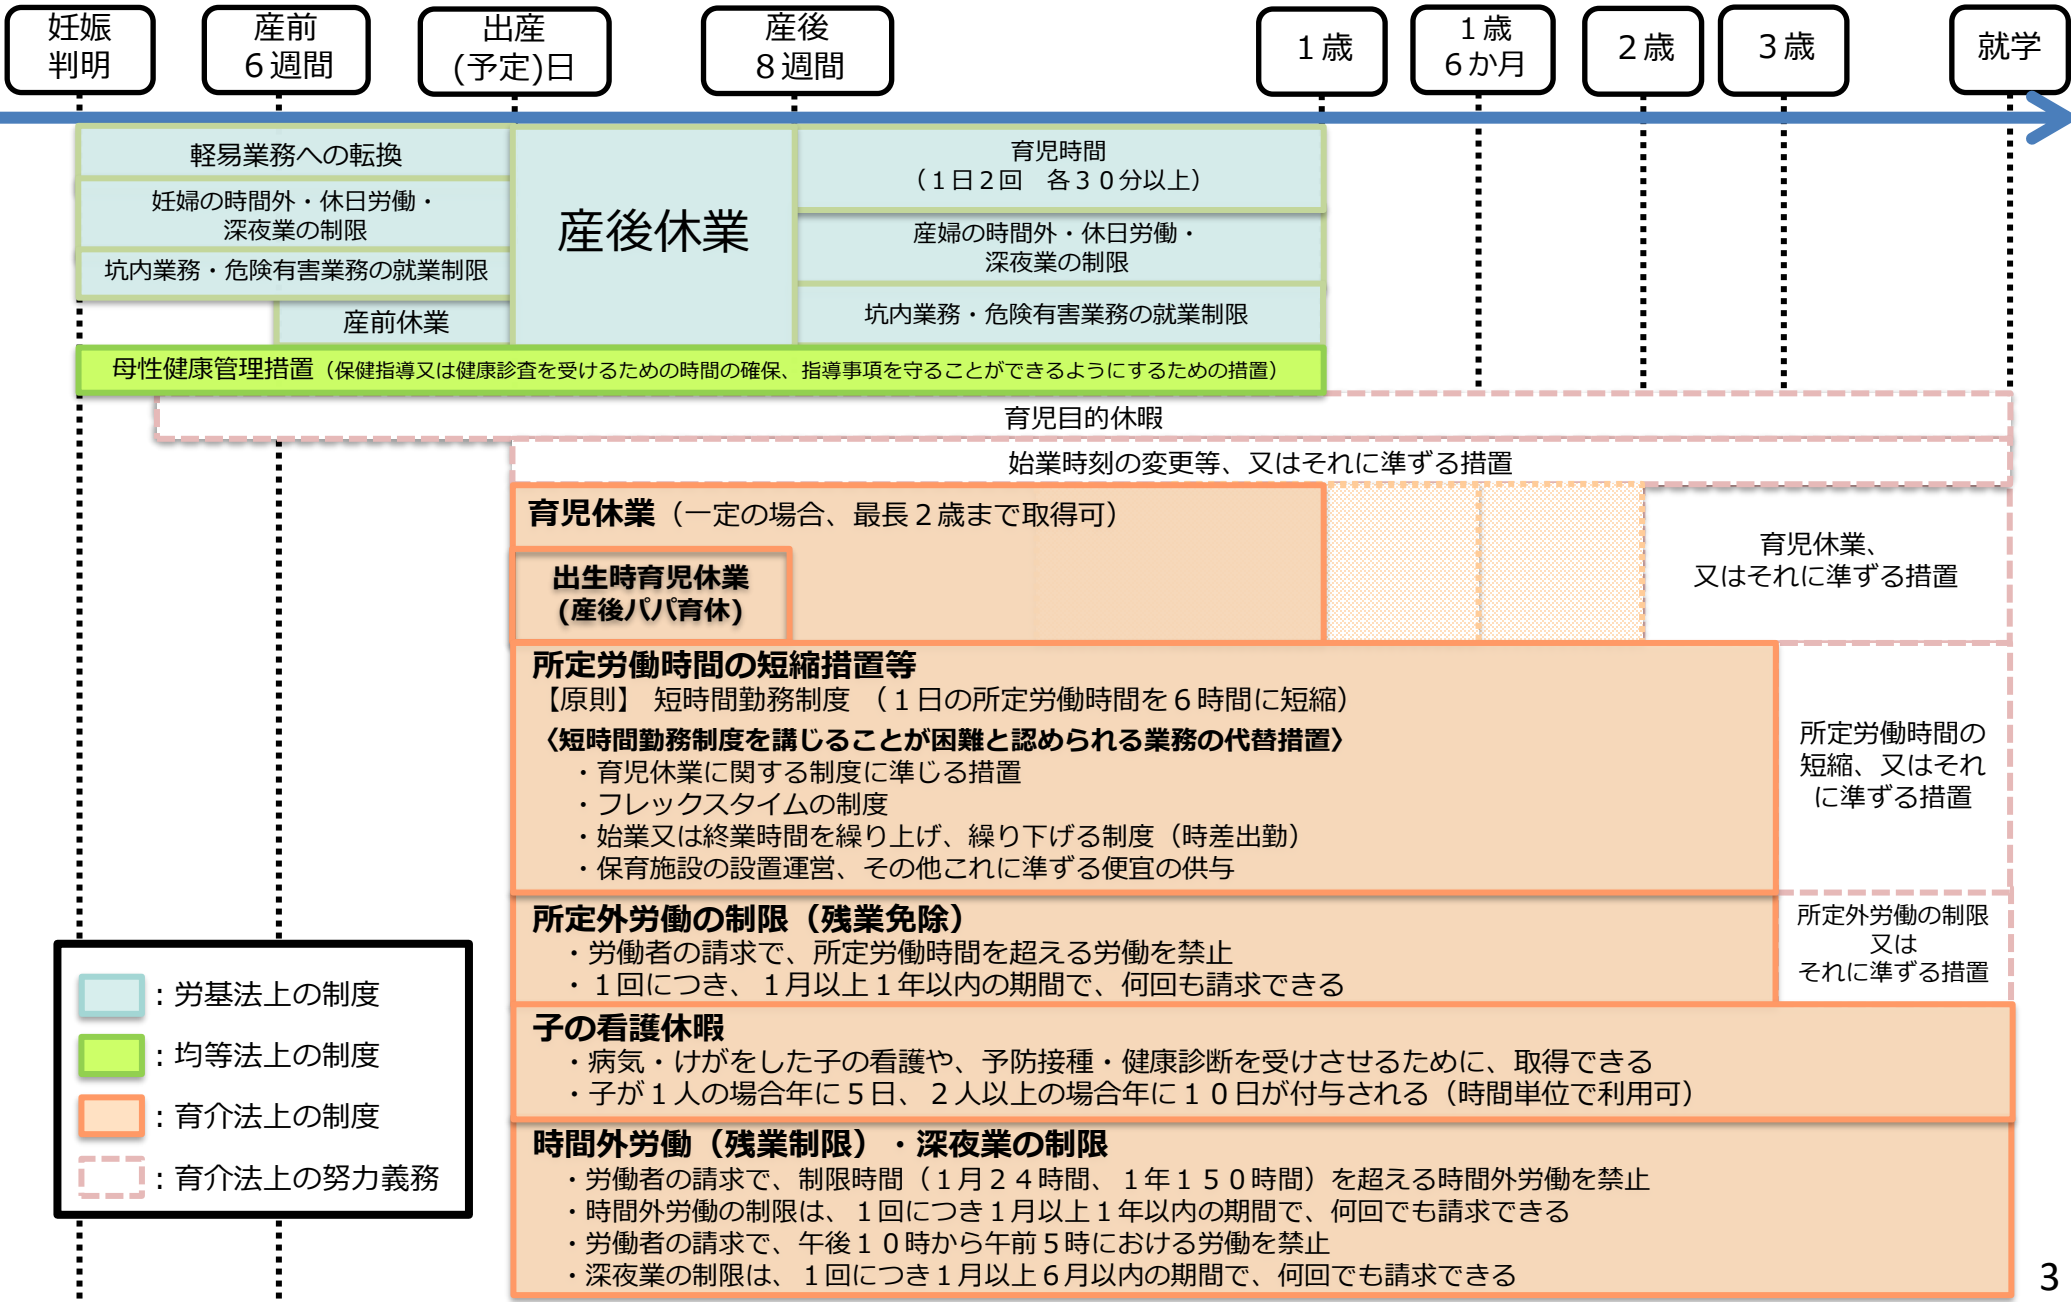 妊娠
判明
産前
６週間
出産
(予定)日
産後
８週間
１歳
１歳
６か月
２歳
３歳
就学
軽易業務への転換
妊婦の時間外・休日労働・
深夜業の制限
坑内業務・危険有害業務の就業制限
産前休業
産後休業
育児時間
（１日２回　各３０分以上）
産婦の時間外・休日労働・
深夜業の制限
坑内業務・危険有害業務の就業制限
母性健康管理措置（保健指導又は健康診査を受けるための時間の確保、指導事項を守ることができるようにするための措置）
育児目的休暇
始業時刻の変更等、又はそれに準ずる措置
育児休業（一定の場合、最長２歳まで取得可）
出生時育児休業
(産後パパ育休)
育児休業、
又はそれに準ずる措置
所定労働時間の短縮措置等
【原則】 短時間勤務制度 （１日の所定労働時間を６時間に短縮）
〈短時間勤務制度を講じることが困難と認められる業務の代替措置〉
・育児休業に関する制度に準じる措置
・フレックスタイムの制度
・始業又は終業時間を繰り上げ、繰り下げる制度（時差出勤）
・保育施設の設置運営、その他これに準ずる便宜の供与
所定労働時間の
短縮、又はそれ
に準ずる措置
所定外労働の制限（残業免除）
・労働者の請求で、所定労働時間を超える労働を禁止
・１回につき、１月以上１年以内の期間で、何回も請求できる
所定外労働の制限
又は
それに準ずる措置
子の看護休暇
・病気・けがをした子の看護や、予防接種・健康診断を受けさせるために、取得できる
・子が１人の場合年に５日、２人以上の場合年に１０日が付与される（時間単位で利用可）
時間外労働（残業制限）・深夜業の制限
・労働者の請求で、制限時間（１月２４時間、１年１５０時間）を超える時間外労働を禁止
・時間外労働の制限は、１回につき１月以上１年以内の期間で、何回でも請求できる
・労働者の請求で、午後１０時から午前５時における労働を禁止
・深夜業の制限は、１回につき１月以上６月以内の期間で、何回でも請求できる
：労基法上の制度
：均等法上の制度
：育介法上の制度
：育介法上の努力義務
3